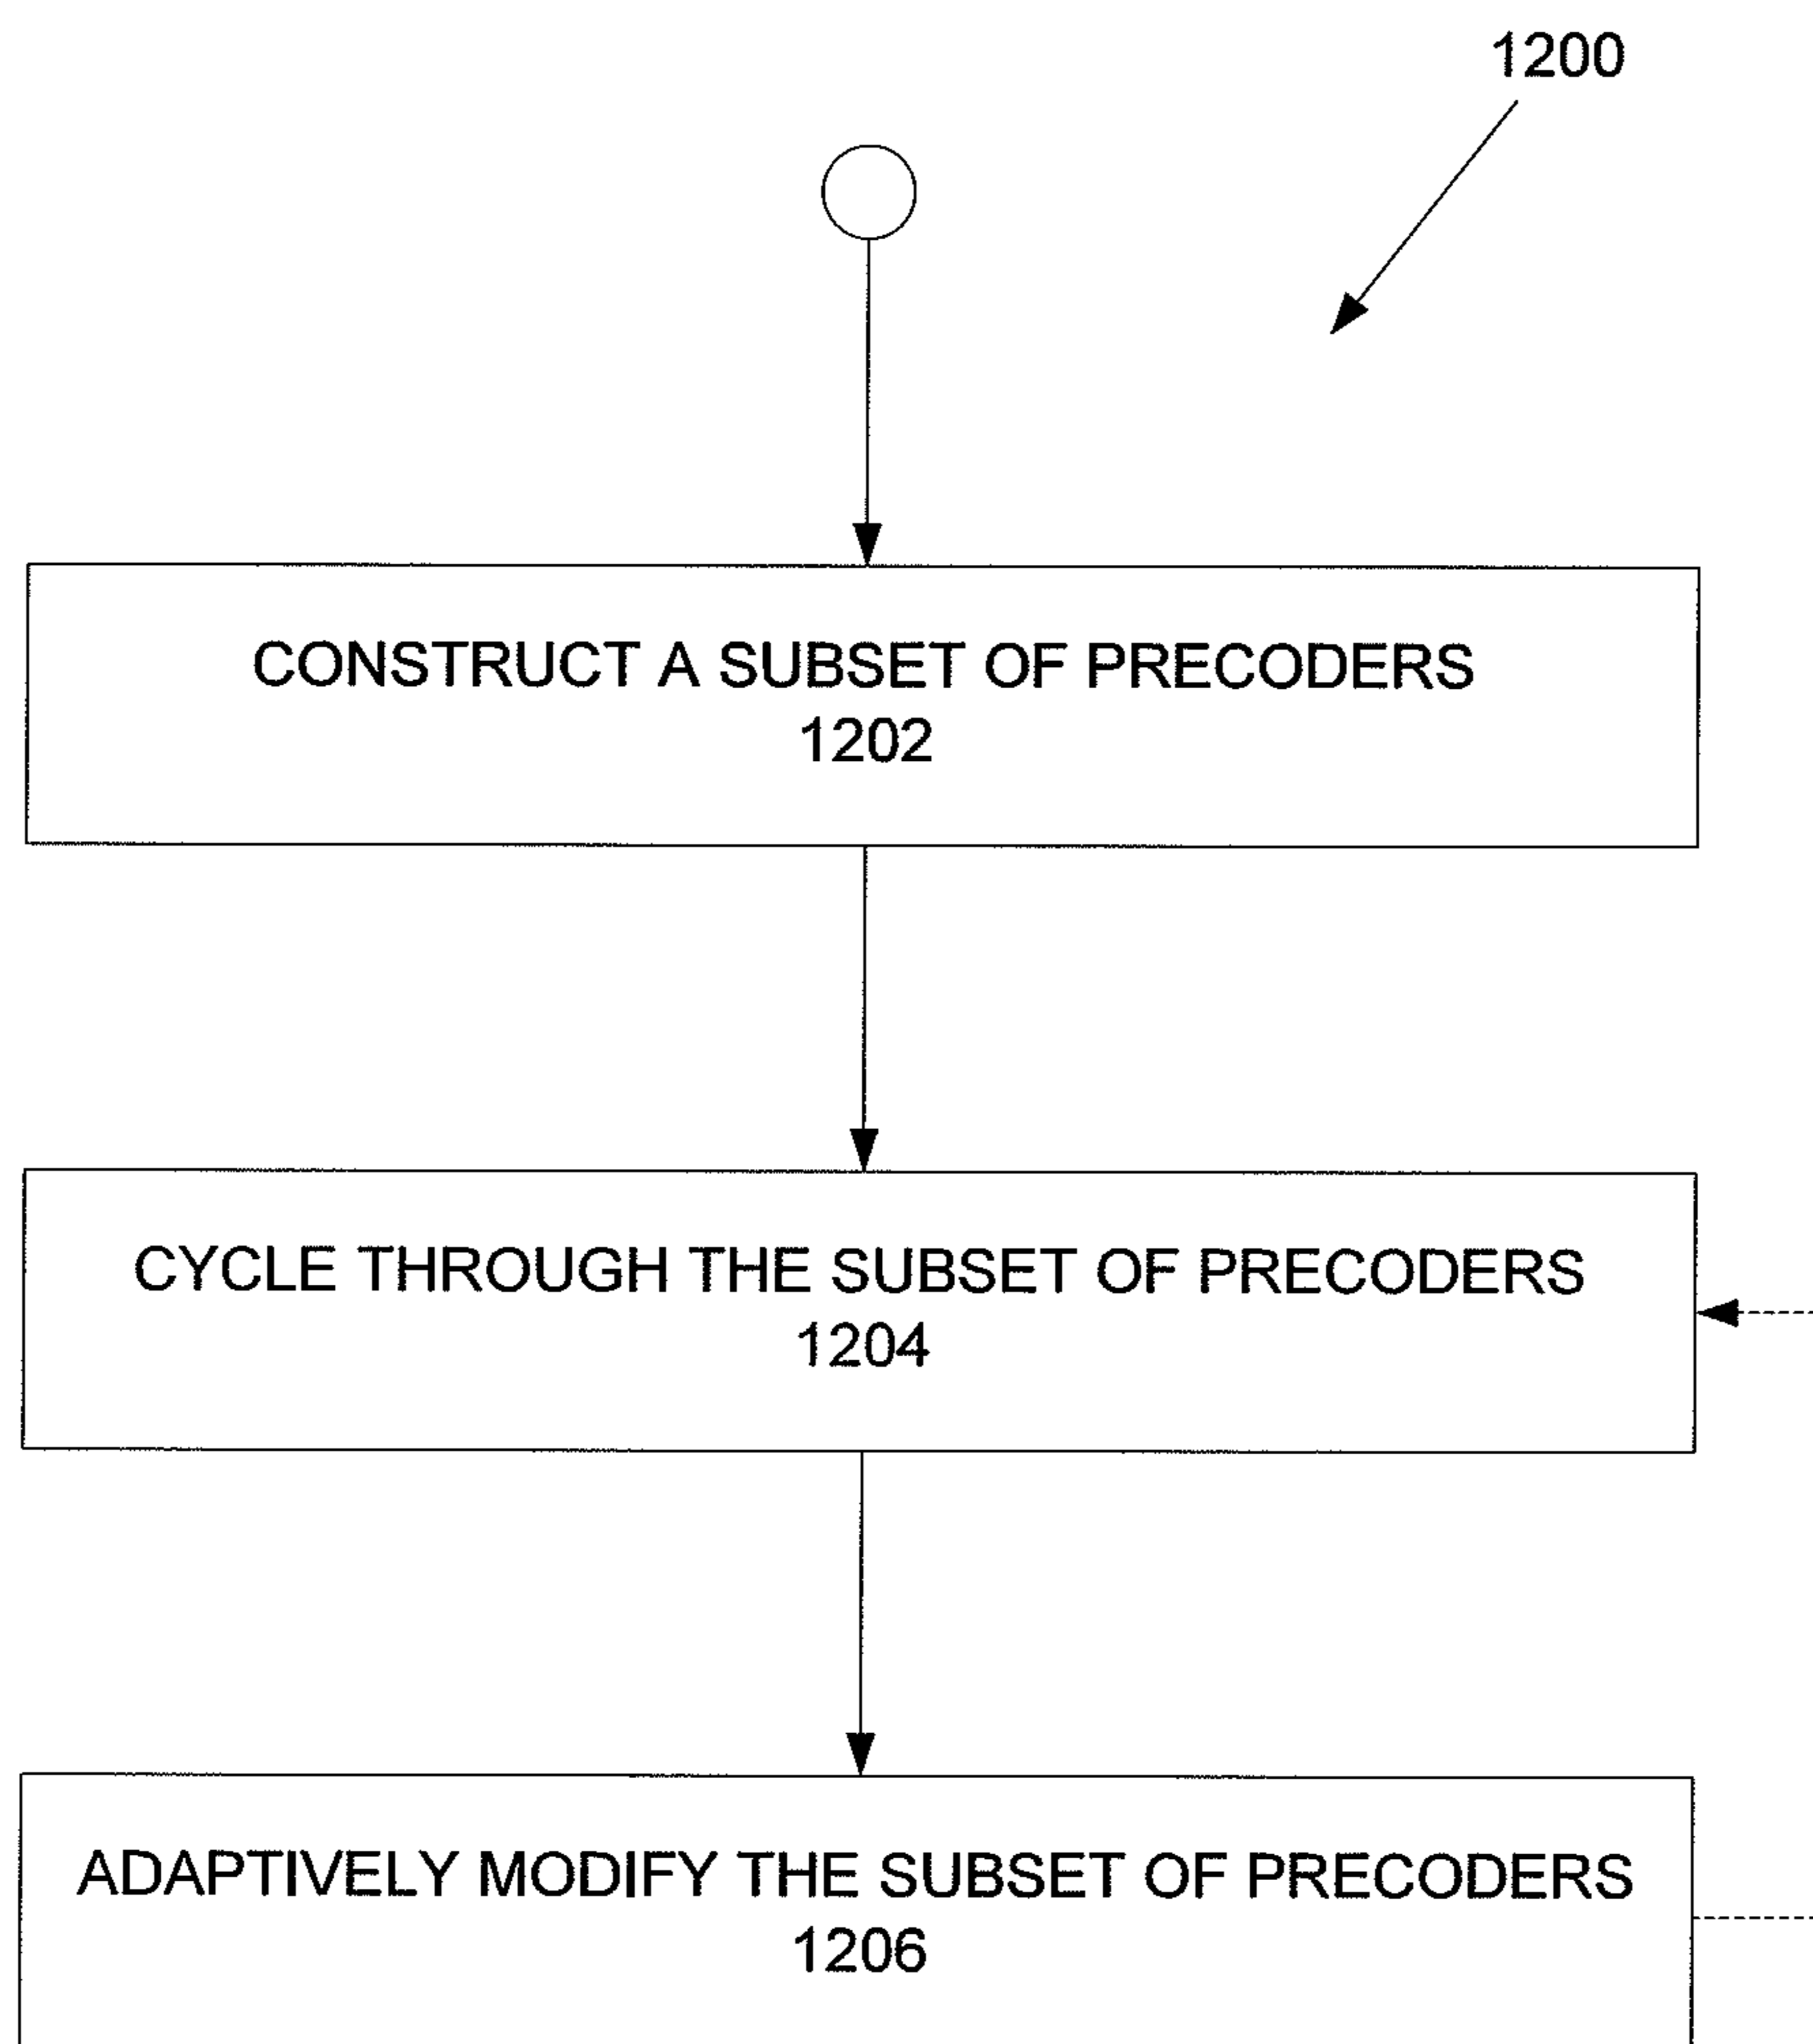 1200
CONSTRUCT A SUBSET OF PRECODERS
1202
CYCLE THROUGH THE SUBSET OF PRECODERS
1204
ADAPTIVELY MODIFY THE SUBSET OF PRECODERS
1206